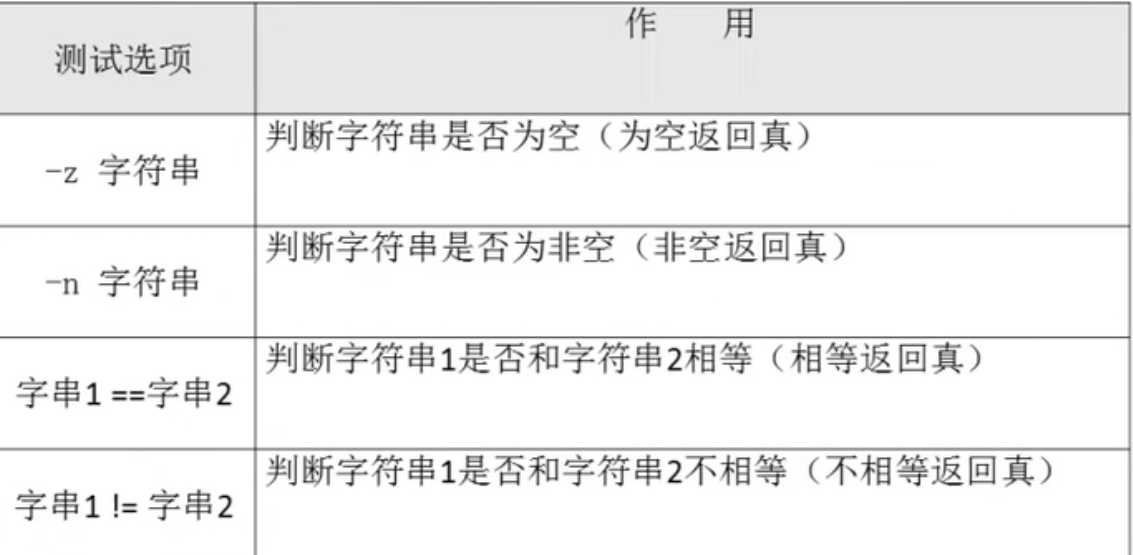 测试选项
作 用
-z 字符串
判断字符串是否为空（为空返回真）
-n 字符串
判断字符串是否为非空（非空返回真）
字串1 ==字串2
判断字符串1是否和字符串2相等（相等返回真）
字串1 != 字串2
判断字符串1是否和字符串2不相等（不相等返回真）